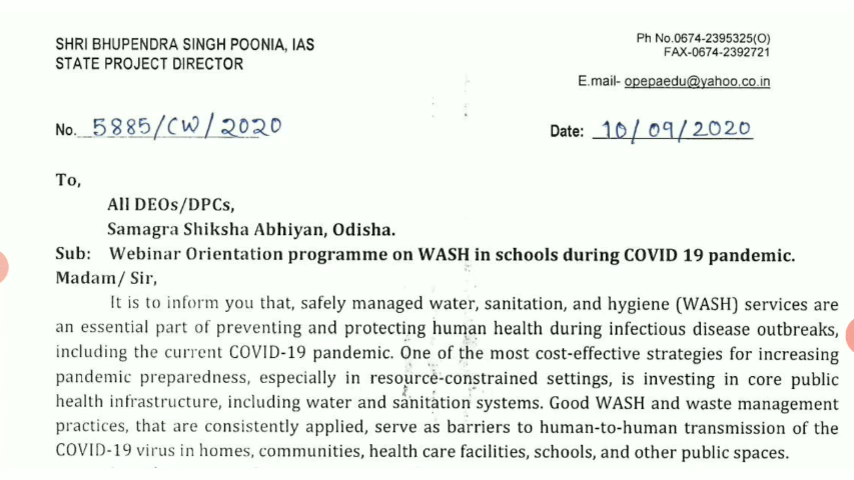 SHRI BHUPENDRA SINGH POONIA, IAS
STATE PROJECT DIRECTOR
Ph No.0674-2395325(O)
FAX-0674-2392721
E.mail- opepaedu@yahoo.co.in
No. 5885/CW/2020
Date: 10/09/2020
To,
All DEOs/DPCs,
Samagra Shiksha Abhiyan, Odisha.
Sub: Webinar Orientation programme on WASH in schools during COVID 19 pandemic.
Madam/ Sir,
It is to inform you that, safely managed water, sanitation, and hygiene (WASH) services are
an essential part of preventing and protecting human health during infectious disease outbreaks,
including the current COVID-19 pandemic. One of the most cost-effective strategies for increasing
pandemic preparedness, especially in resource-constrained settings, is investing in core public
health infrastructure, including water and sanitation systems. Good WASH and waste management
practices, that are consistently applied, serve as barriers to human-to-human transmission of the
COVID-19 virus in homes, communities, health care facilities, schools, and other public spaces.